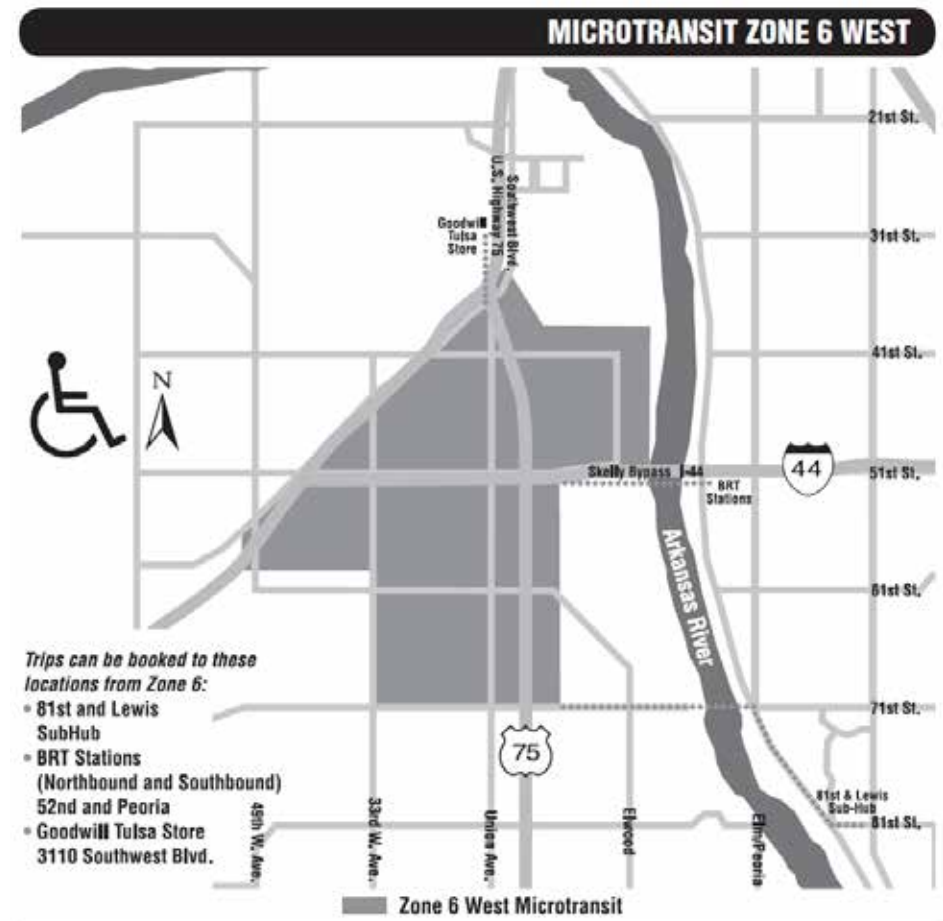 MICROTRANSIT ZONE 6 WEST
21st St.
U.S. Highway 75
Southwest Blvd.
Goodwill
Tulsa
Store
31st St.
41st St.
N
44
Skelly Bypass I-44
51st St.
BRT
Stations
Arkansas River
61st St.
Trips can be booked to these
locations from Zone 6:
• 81st and Lewis
SubHub
• BRT Stations
(Northbound and Southbound)
52nd and Peoria
• Goodwill Tulsa Store
3110 Southwest Blvd.
71st St.
75
81st & Lewis
Sub-Hub
81st St.
49th W. Ave.
33rd W. Ave.
Union Ave.
Elwood
Elm/Peoria
Zone 6 West Microtransit